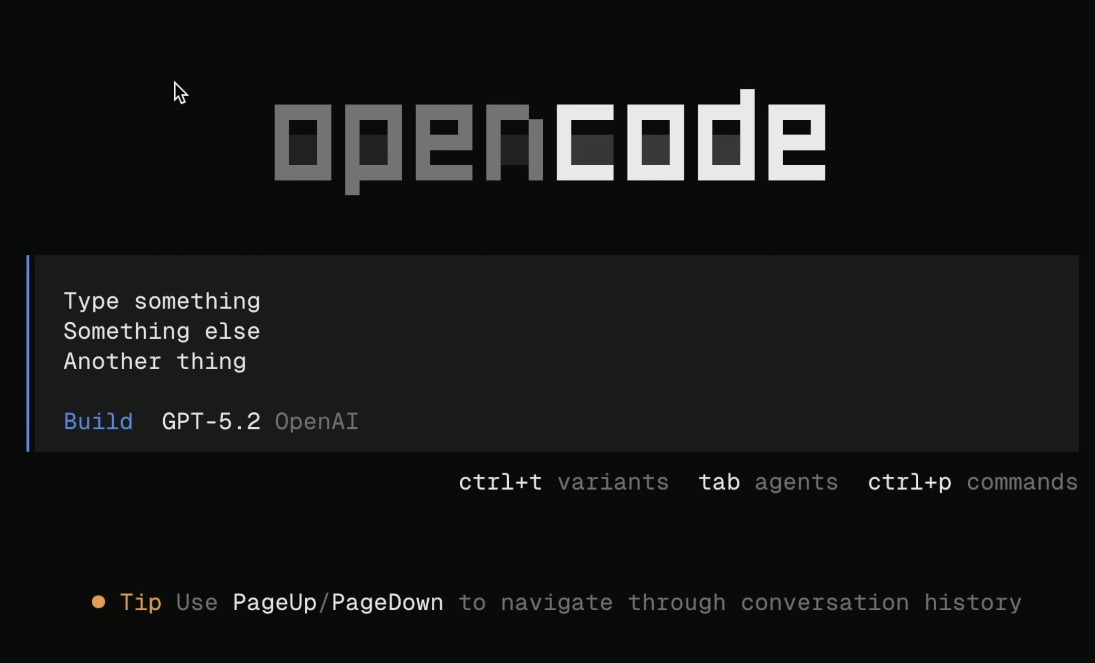 opencode
Type something
Something else
Another thing
Build GPT-5.2 OpenAI
ctrl+t variants tab agents ctrl+p commands
● Tip Use PageUp/PageDown to navigate through conversation history